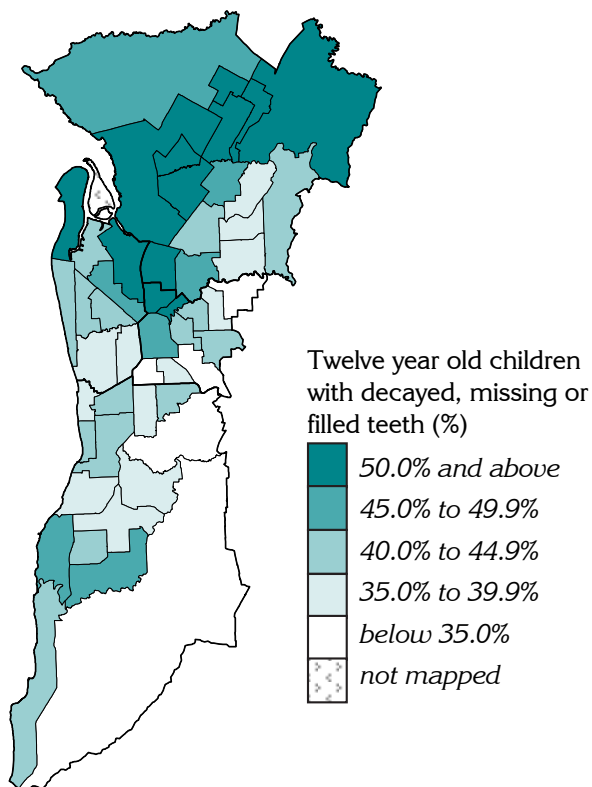 Twelve year old children
with decayed, missing or
filled teeth (%)
50.0% and above
45.0% to 49.9%
40.0% to 44.9%
35.0% to 39.9%
below 35.0%
not mapped